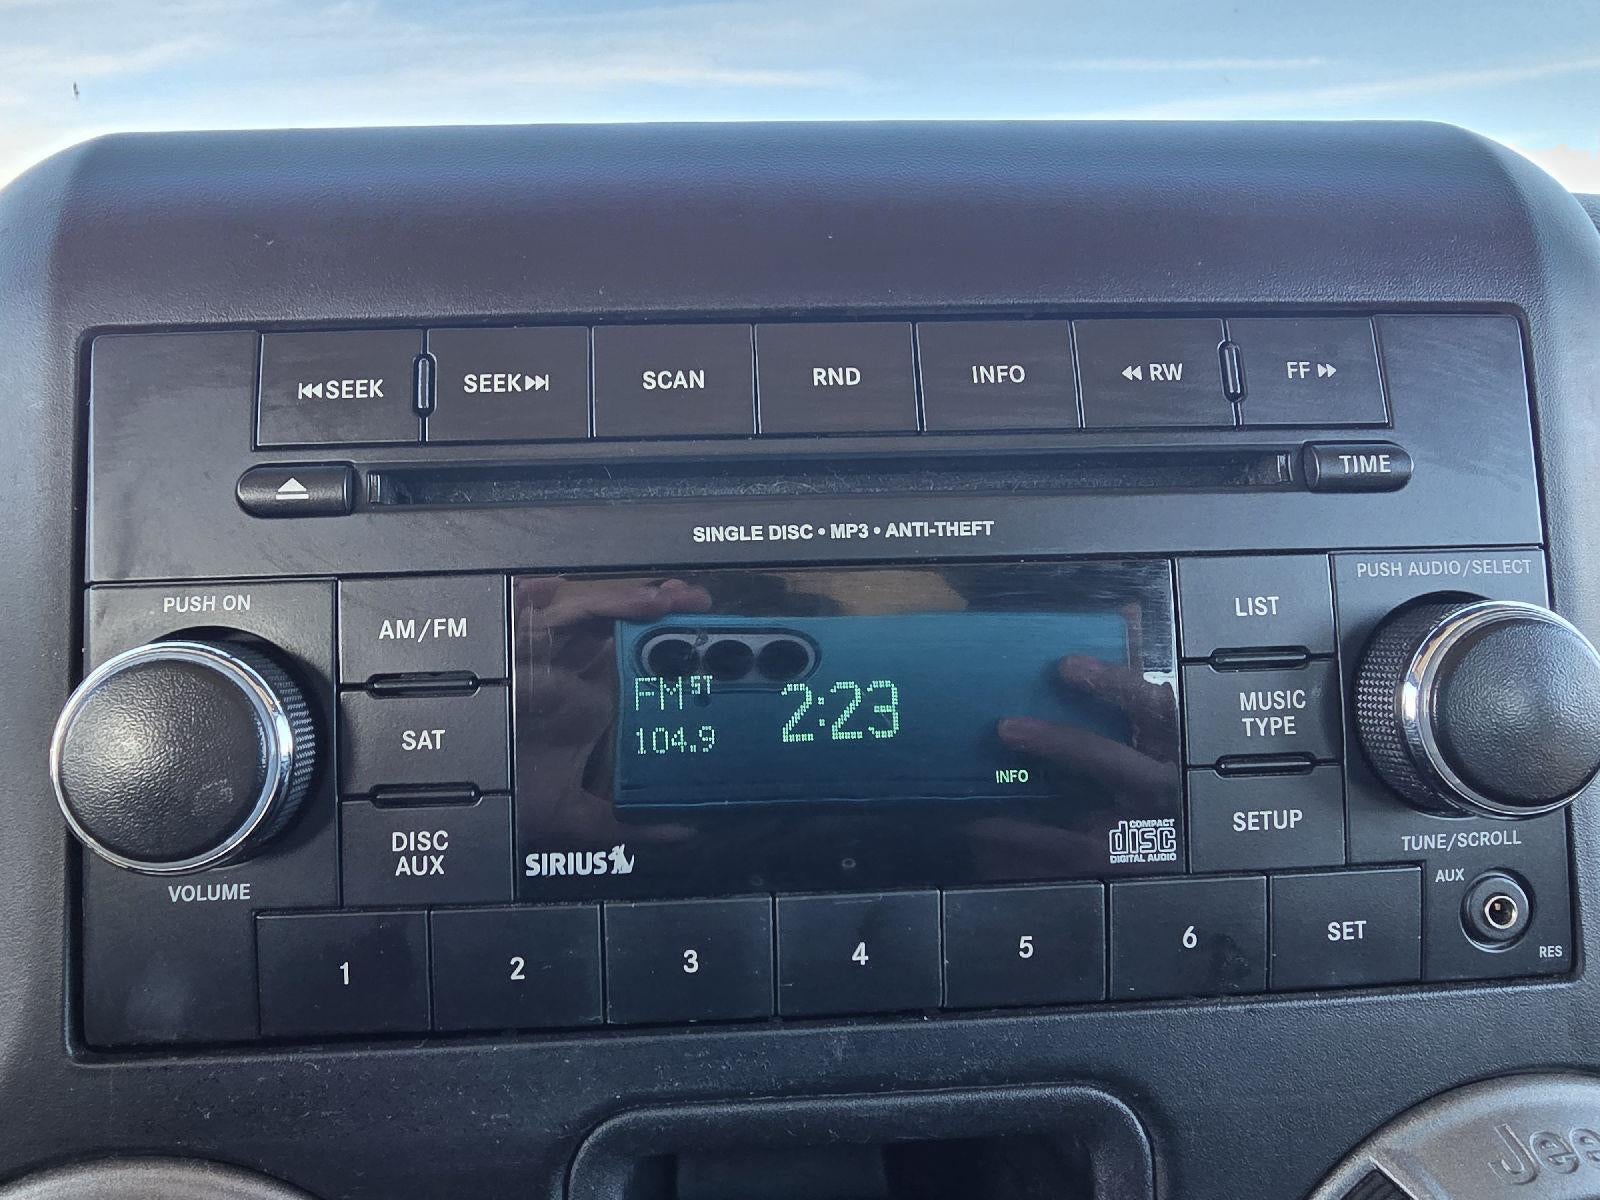 SEEK
SEEK
SCAN
RND
INFO
RW
FF
TIME
SINGLE DISC • MP3 • ANTI-THEFT
PUSH ON
VOLUME
AM/FM
SAT
DISC
AUX
FM ST
104.9
2:23
INFO
SIRIUS
COMPACT
disc
DIGITAL AUDIO
LIST
MUSIC
TYPE
SETUP
PUSH AUDIO/SELECT
TUNE/SCROLL
AUX
RES
1
2
3
4
5
6
SET